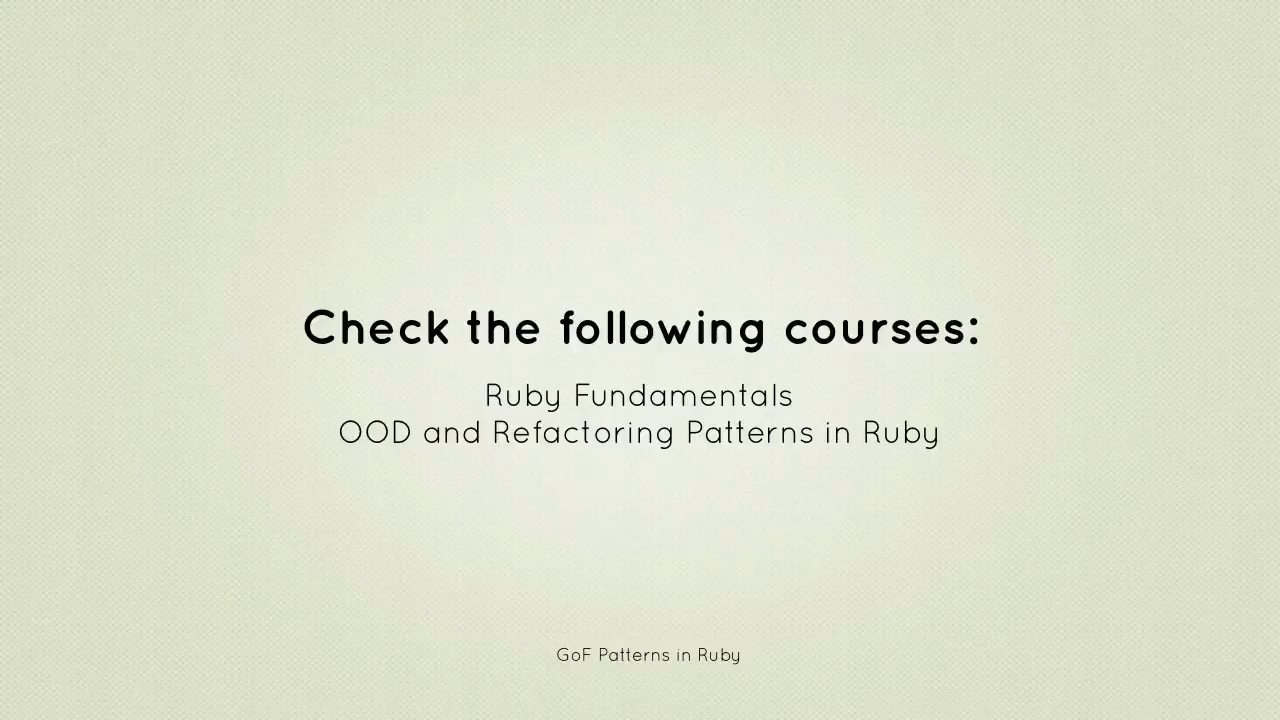 Check the following courses:
Ruby Fundamentals
OOD and Refactoring Patterns in Ruby
GoF Patterns in Ruby